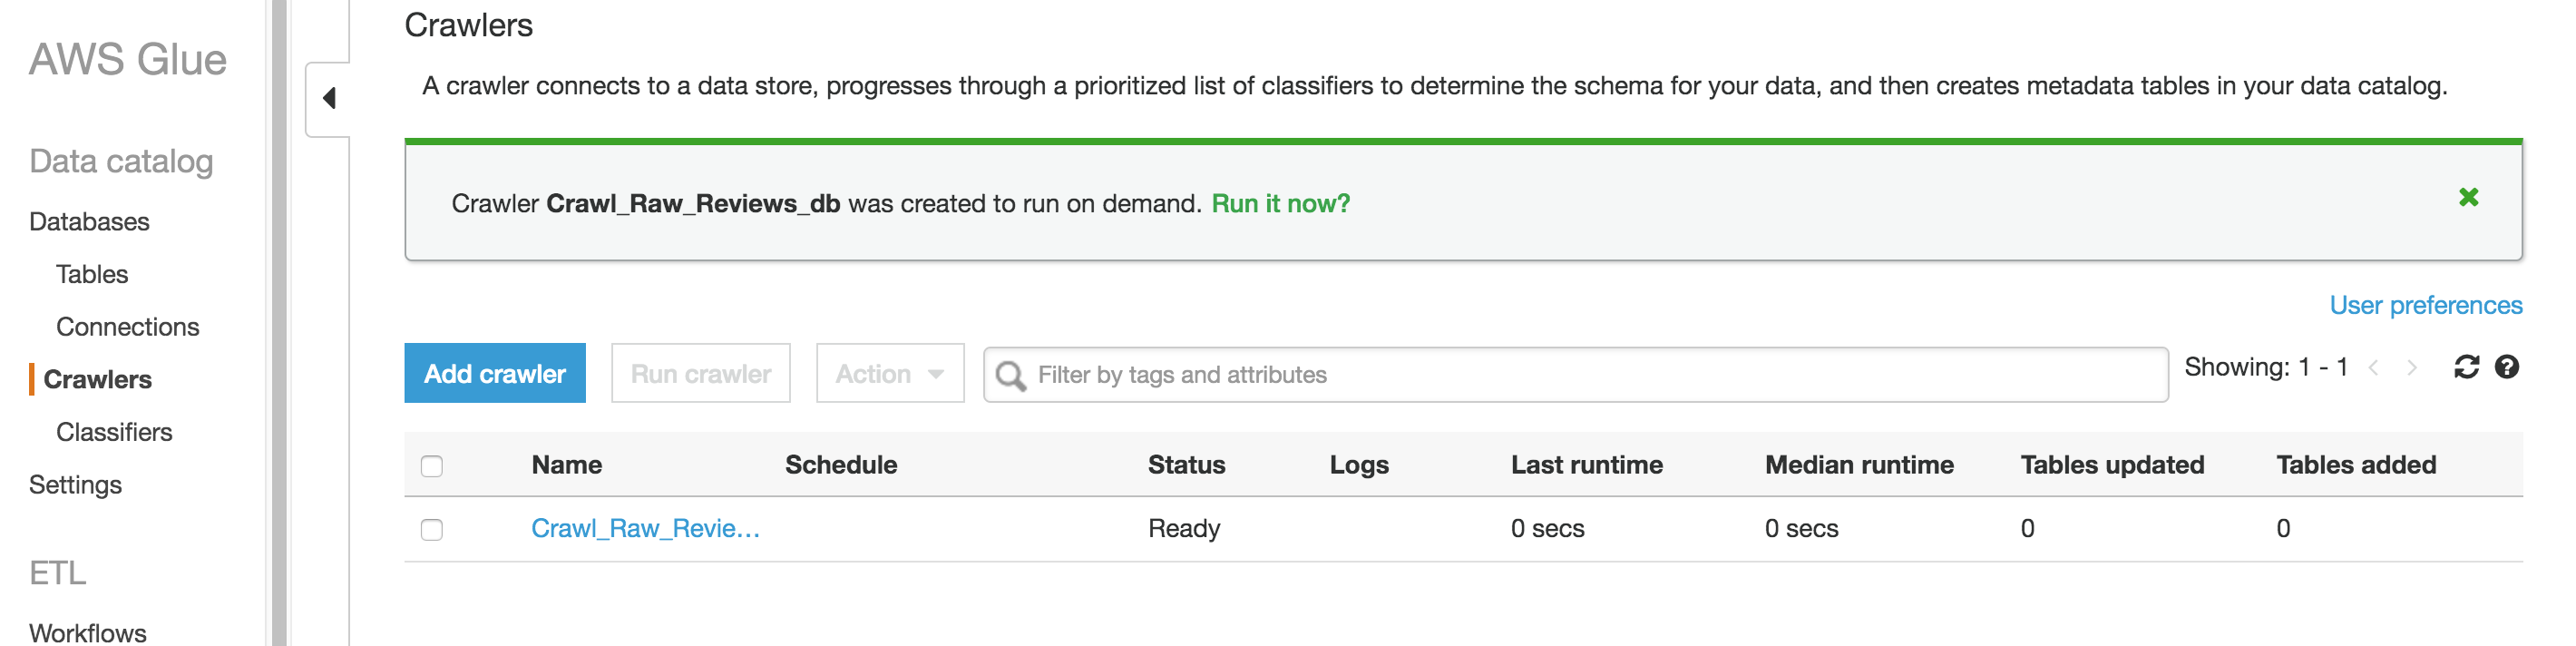 AWS Glue
Data catalog
Databases
Tables
Connections
Crawlers
Classifiers
Settings
ETL
Workflows
Crawlers
A crawler connects to a data store, progresses through a prioritized list of classifiers to determine the schema for your data, and then creates metadata tables in your data catalog.
Crawler Crawl_Raw_Reviews_db was created to run on demand. Run it now?
User preferences
Add crawler Run crawler Action Filter by tags and attributes Showing: 1 - 1
Name Schedule Status Logs Last runtime Median runtime Tables updated Tables added
Crawl_Raw_Revie... Ready 0 secs 0 secs 0 0